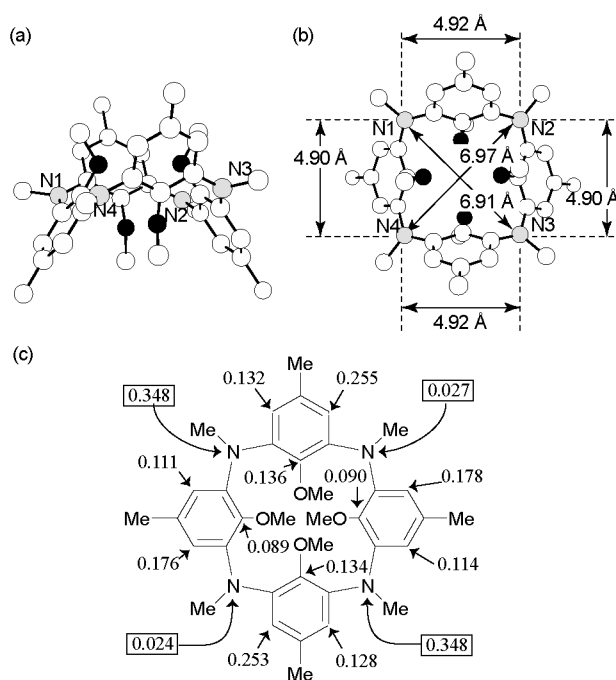 (a)
(b)
4.92 Å
N1
N2
N3
N4
N1
N2
4.90 Å
6.97 Å
6.91 Å
4.90 Å
N4
N3
4.92 Å
(c)
Me
0.132
0.255
0.348
0.027
Me
N
N
Me
0.111
0.136
0.090
0.178
OMe
Me
OMe
MeO
Me
0.089
OMe
0.176
0.134
0.114
Me
N
N
Me
0.024
0.253
0.128
0.348
Me